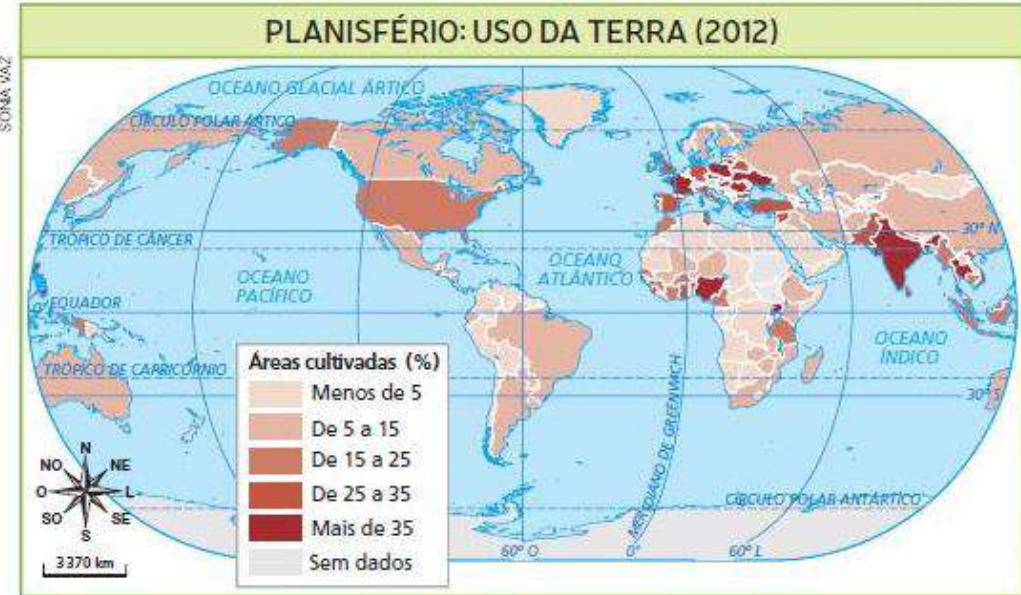 PLANISFÉRIO: USO DA TERRA (2012)
SONIA VAZ
OCEANO GLACIAL ÁRTICO
CÍRCULO POLAR ÁRTICO
TRÓPICO DE CÂNCER
30° N
OCEANO
PACÍFICO
OCEANO
ATLÂNTICO
EQUADOR
OCEANO
ÍNDICO
TRÓPICO DE CAPRICÓRNIO
30° S
MERIDIANO DE GREENWICH
CÍRCULO POLAR ANTÁRTICO
60° O
0°
60° L
Áreas cultivadas (%)
Menos de 5
De 5 a 15
De 15 a 25
De 25 a 35
Mais de 35
Sem dados
N
NO
NE
O
L
SO
SE
S
3 370 km